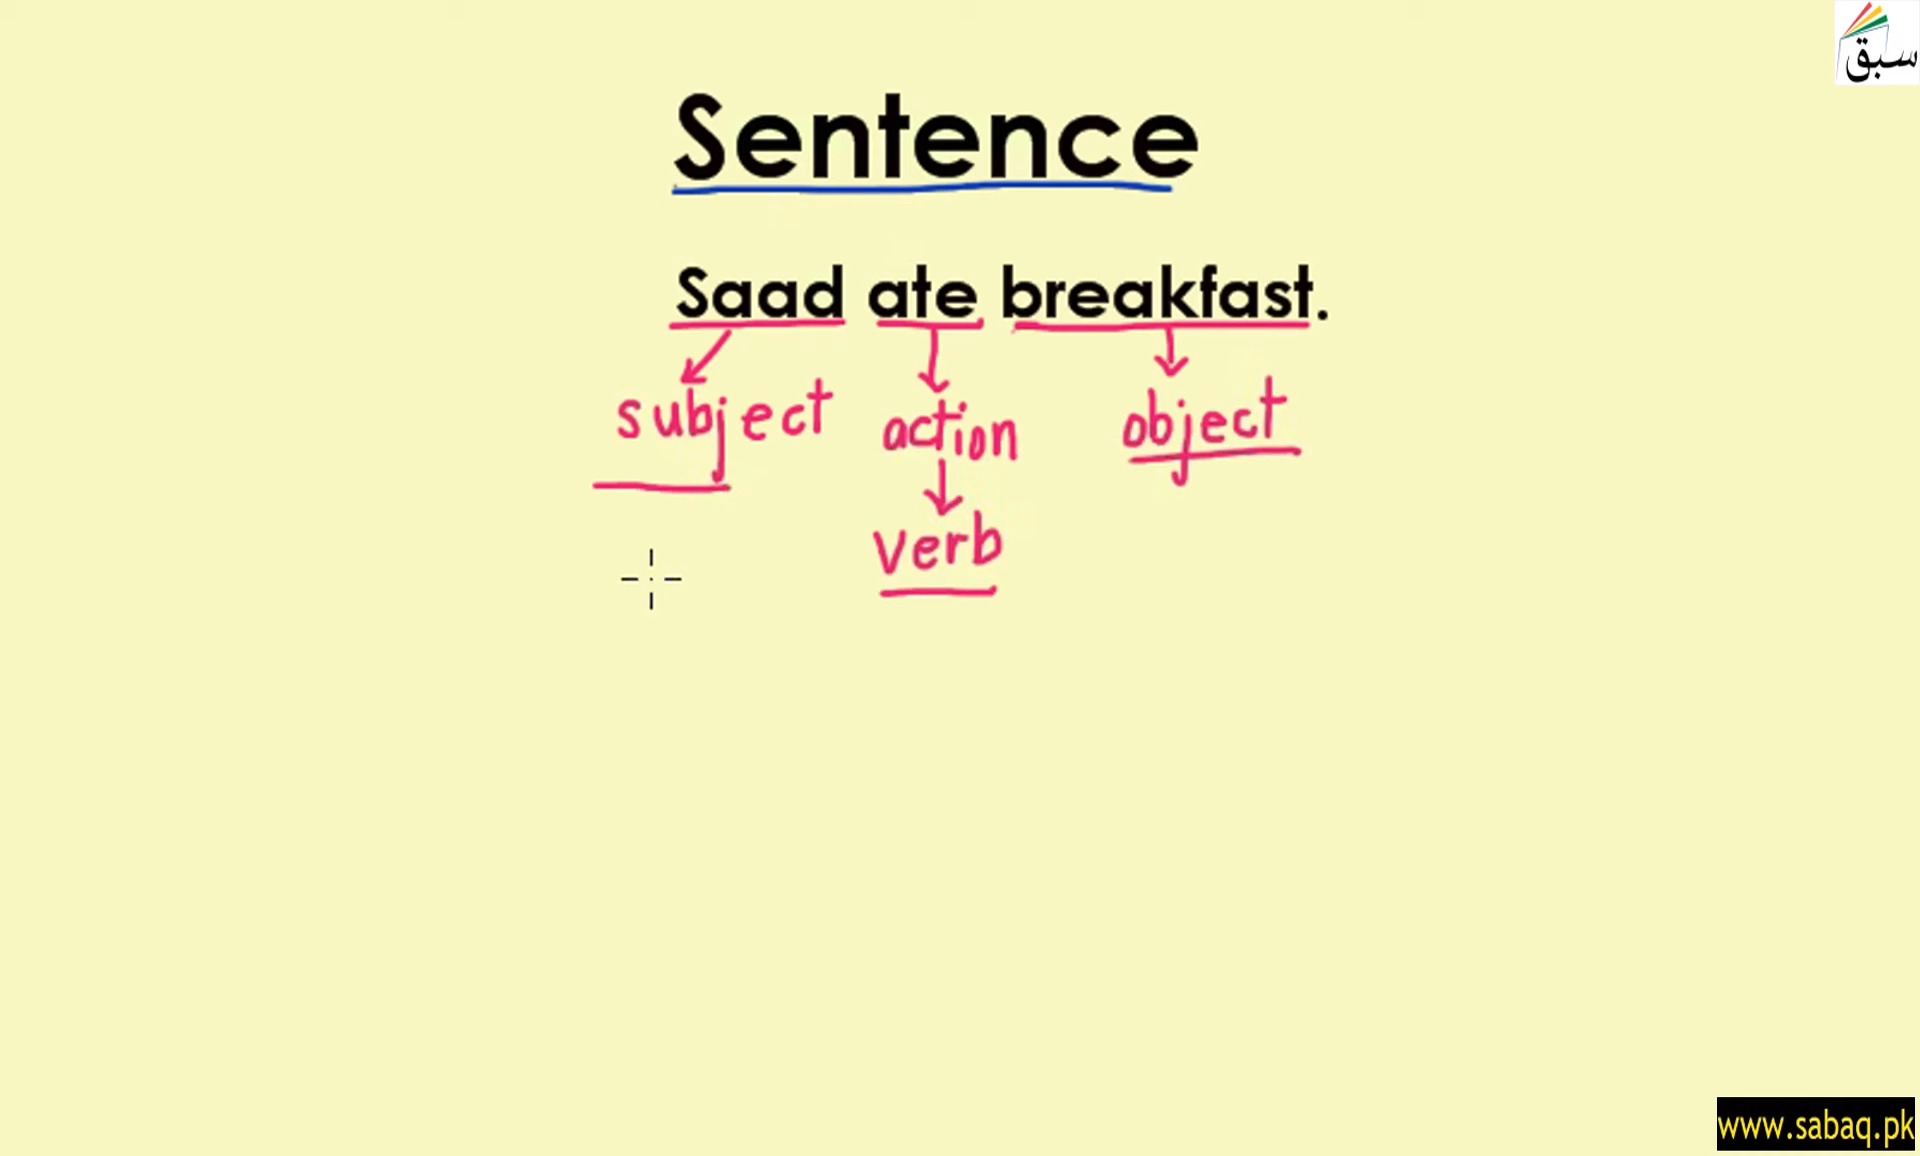 سبق
Sentence
Saad ate breakfast.
subject action object
verb
www.sabaq.pk